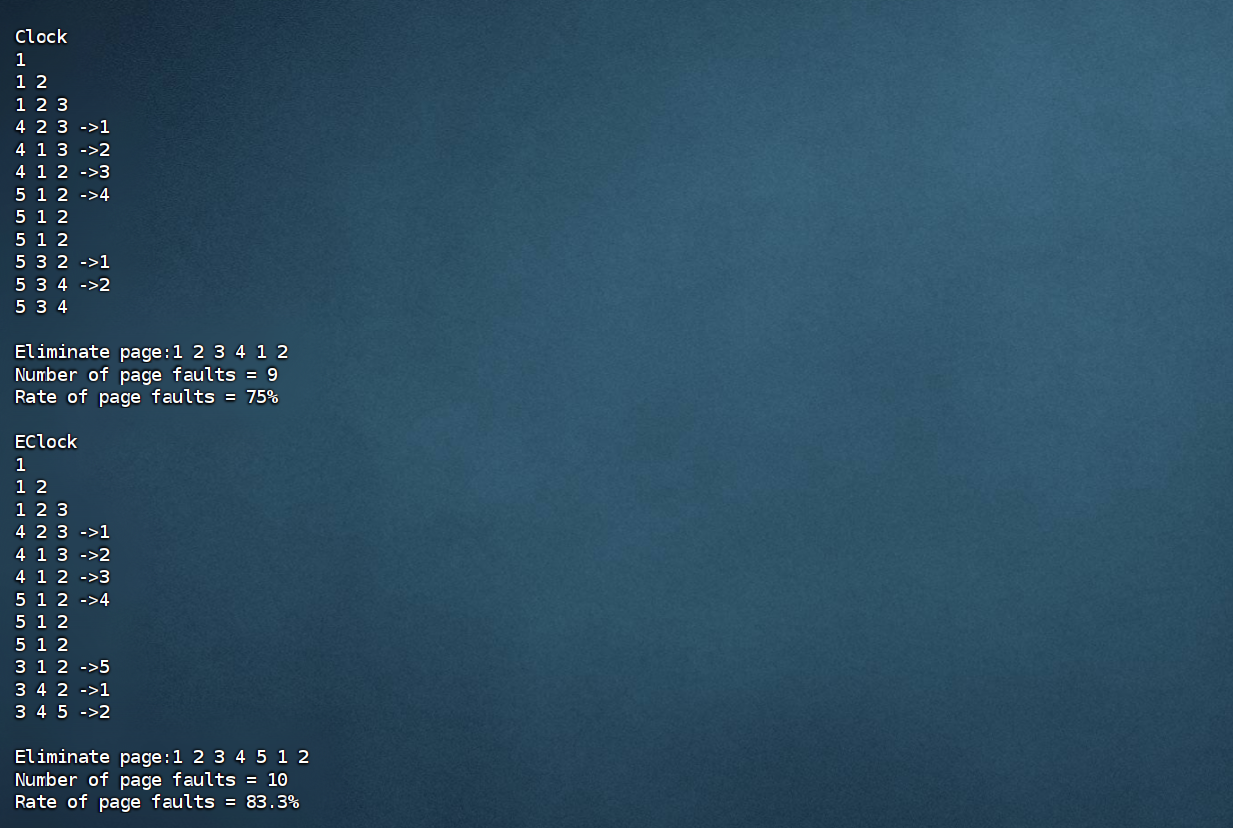 Clock
1
1 2
1 2 3
4 2 3 ->1
4 1 3 ->2
4 1 2 ->3
5 1 2 ->4
5 1 2
5 1 2
5 3 2 ->1
5 3 4 ->2
5 3 4
Eliminate page:1 2 3 4 1 2
Number of page faults = 9
Rate of page faults = 75%
EClock
1
1 2
1 2 3
4 2 3 ->1
4 1 3 ->2
4 1 2 ->3
5 1 2 ->4
5 1 2
5 1 2
3 1 2 ->5
3 4 2 ->1
3 4 5 ->2
Eliminate page:1 2 3 4 5 1 2
Number of page faults = 10
Rate of page faults = 83.3%